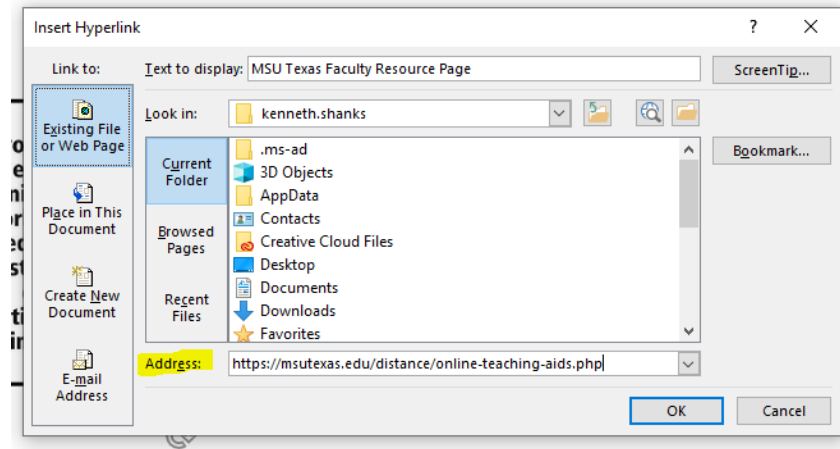 Insert Hyperlink ? ×
Link to:
Text to display: MSU Texas Faculty Resource Page
ScreenTip...
Existing File
or Web Page
Look in: kenneth.shanks
Bookmark...
Place in This
Document
Create New
Document
E-mail
Address
Current
Folder
Browsed
Pages
Recent
Files
.ms-ad
3D Objects
AppData
Contacts
Creative Cloud Files
Desktop
Documents
Downloads
Favorites
Address: https://msutexas.edu/distance/online-teaching-aids.php
OK Cancel